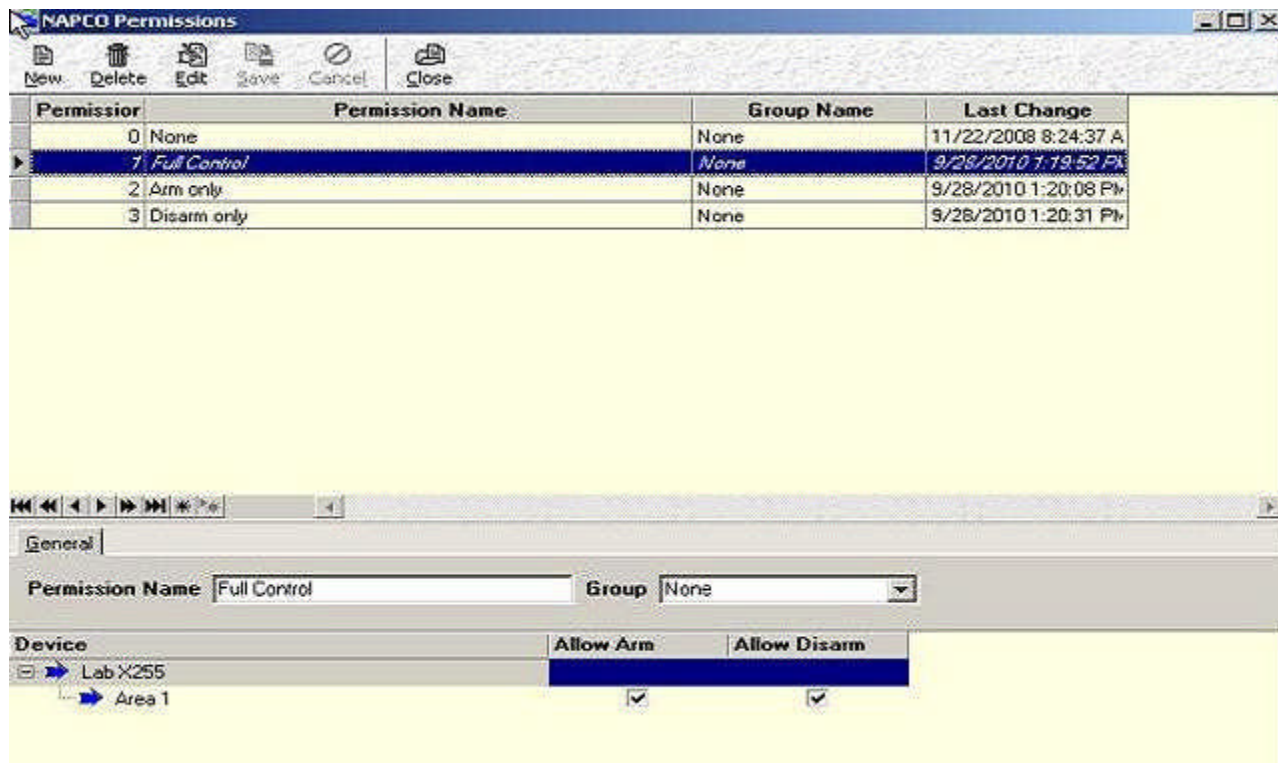 NAPCO Permissions
New Delete Edit Save Cancel Close
Permission Permission Name Group Name Last Change
0 None None 11/22/2008 8:24:37 A
1 Full Control None 9/28/2010 1:19:52 PM
2 Arm only None 9/28/2010 1:20:08 PM
3 Disarm only None 9/28/2010 1:20:31 PM
General
Permission Name Full Control Group None
Device Allow Arm Allow Disarm
Lab X255
Area 1